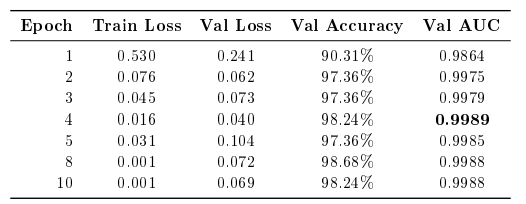 Epoch Train Loss Val Loss Val Accuracy Val AUC
1 0.530 0.241 90.31% 0.9864
2 0.076 0.062 97.36% 0.9975
3 0.045 0.073 97.36% 0.9979
4 0.016 0.040 98.24% 0.9989
5 0.031 0.104 97.36% 0.9985
8 0.001 0.072 98.68% 0.9988
10 0.001 0.069 98.24% 0.9988